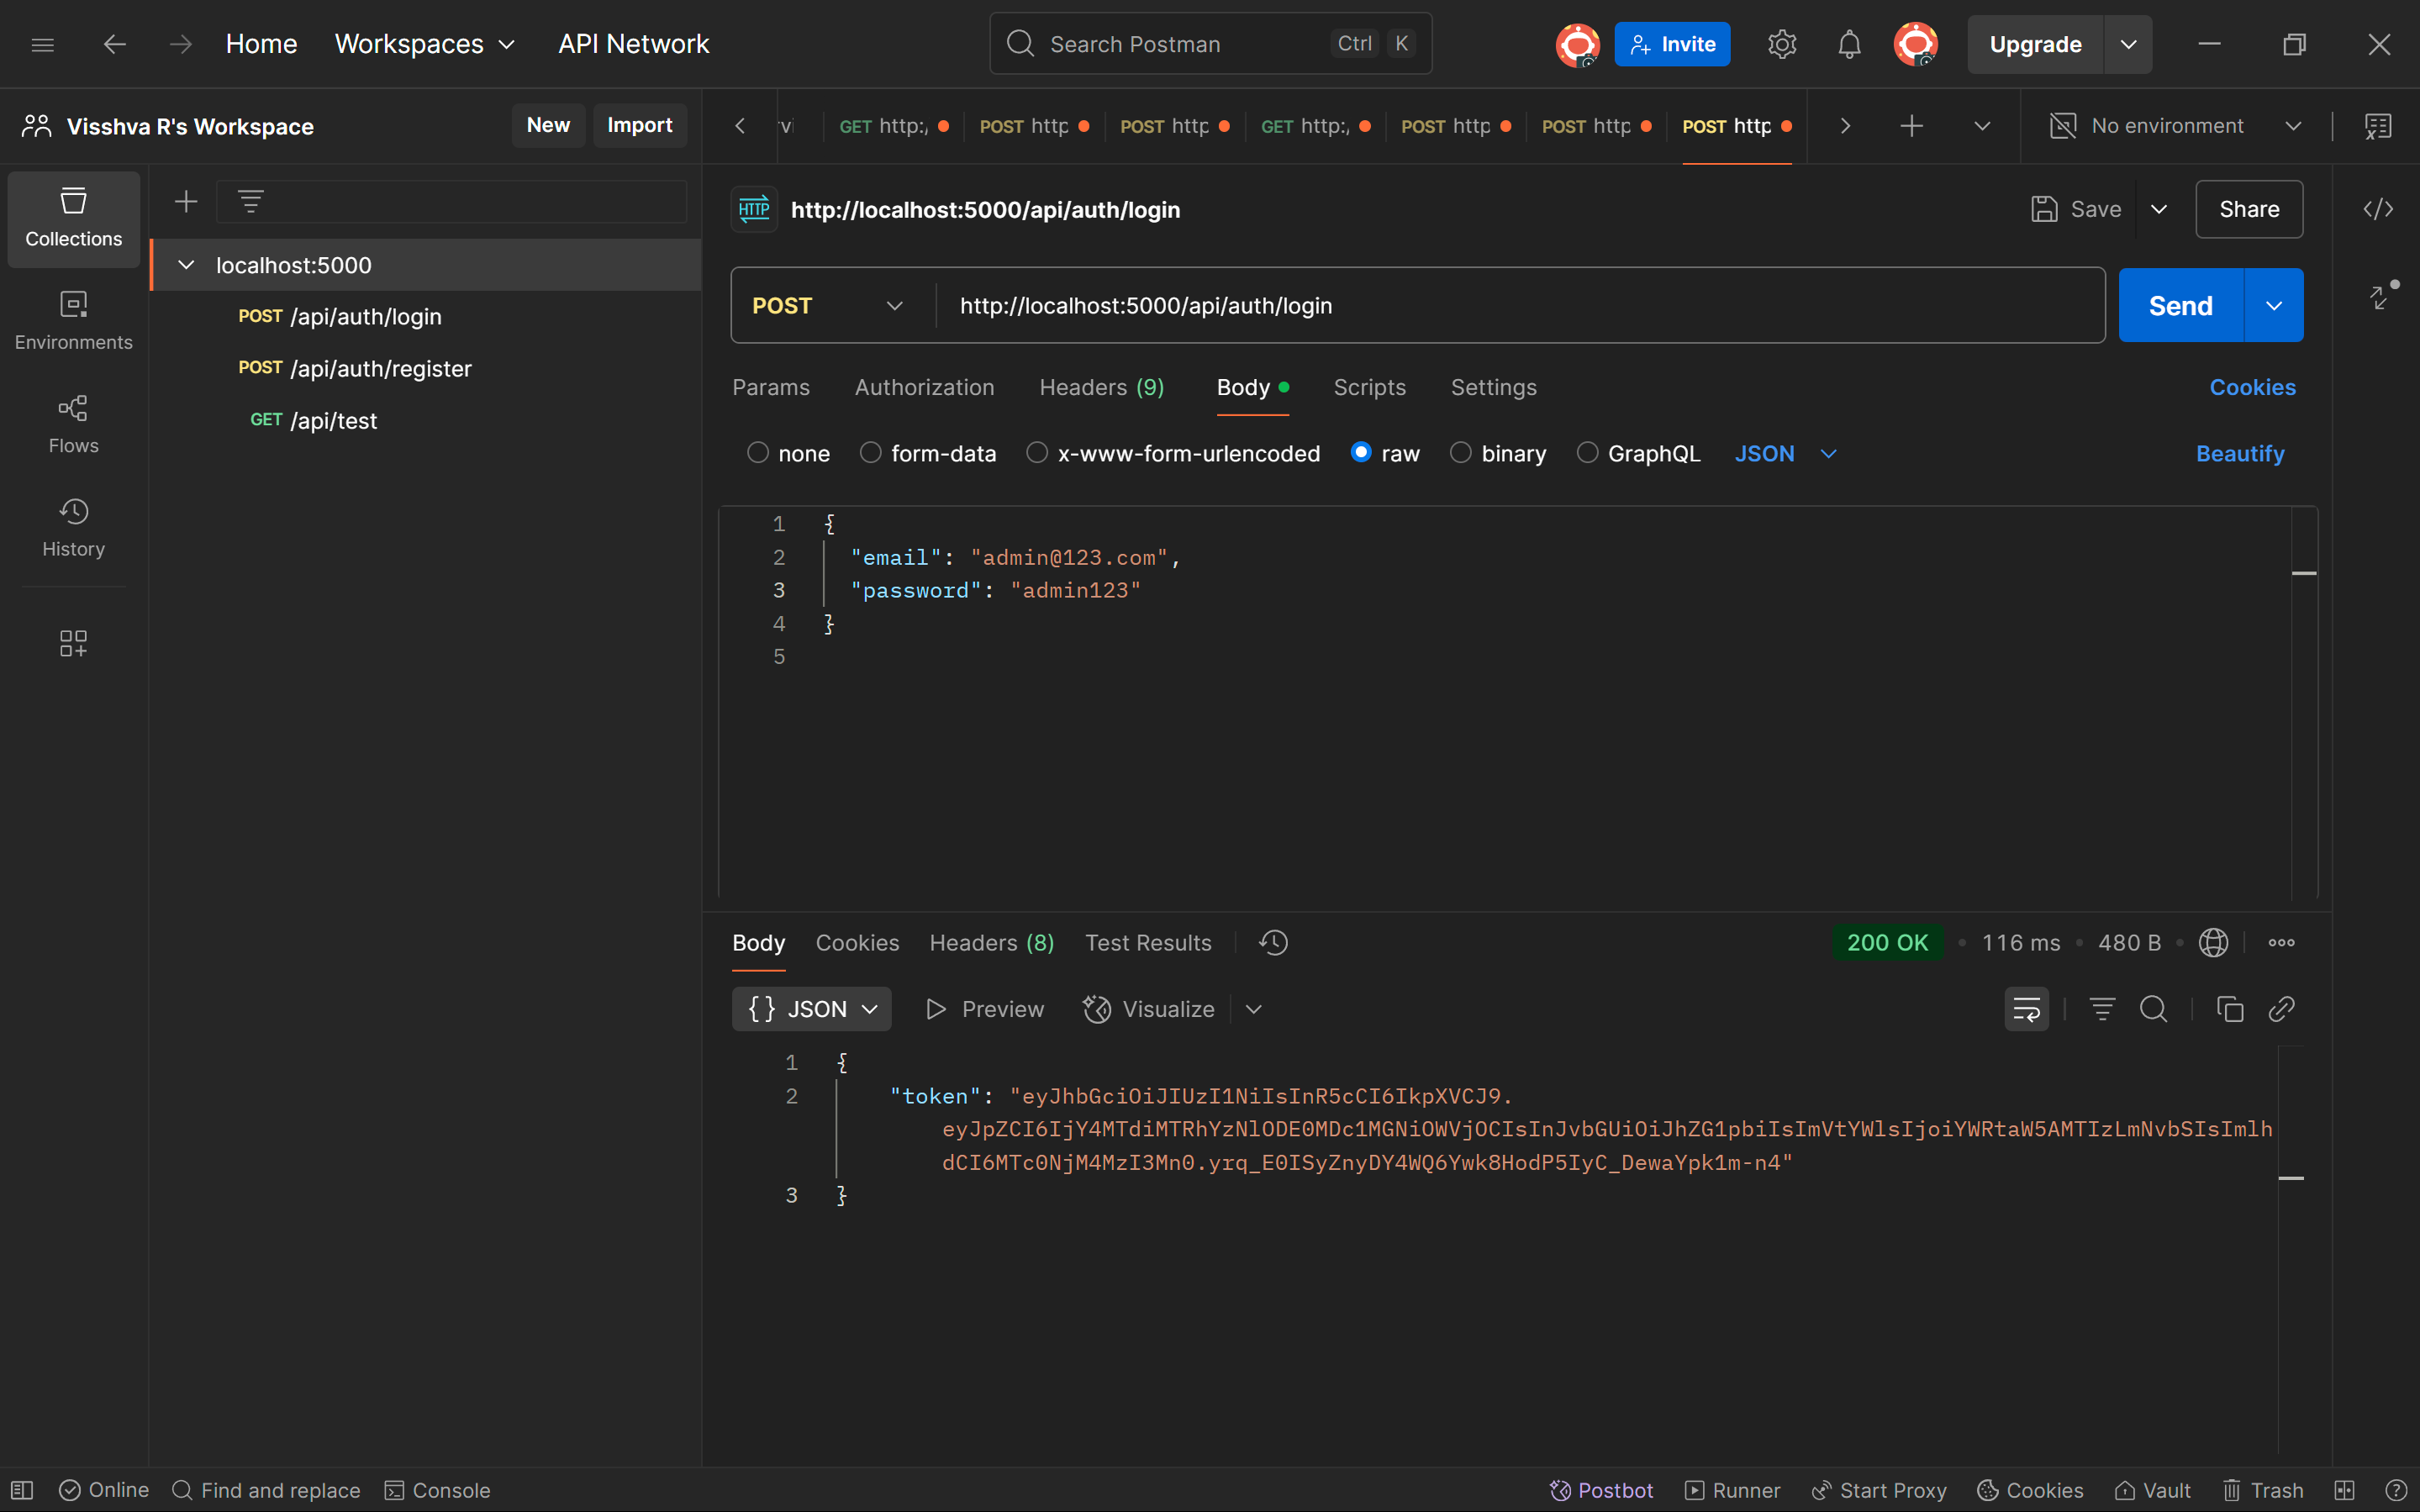 Home Workspaces API Network Search Postman Ctrl K Invite Upgrade
Visshva R's Workspace New Import
GET http:/ POST http POST http GET http:/ POST http POST http POST http No environment
Collections
Environments
Flows
History
localhost:5000
POST /api/auth/login
POST /api/auth/register
GET /api/test
HTTP http://localhost:5000/api/auth/login Save Share
POST http://localhost:5000/api/auth/login Send
Params Authorization Headers (9) Body Scripts Settings Cookies
none form-data x-www-form-urlencoded raw binary GraphQL JSON Beautify
1 {
2 "email": "admin@123.com",
3 "password": "admin123"
4 }
5
Body Cookies Headers (8) Test Results 200 OK • 116 ms • 480 B
{} JSON Preview Visualize
1 {
2 "token": "eyJhbGciOiJIUzI1NiIsInR5cCI6IkpXVCJ9.
eyJpZCI6IjY4MTdiMTRhYzNlODE0MDc1MGNiOWVjOCIsInJvbGUiOiJhZG1pbiIsImVtYWlsIjoiYWRtaW5AMTIzLmNvbSIsImlh
dCI6MTc0NjM4MzI3Mn0.yrq_E0ISyZnyDY4WQ6Ywk8HodP5IyC_DewaYpk1m-n4"
3 }
Online Find and replace Console Postbot Runner Start Proxy Cookies Vault Trash